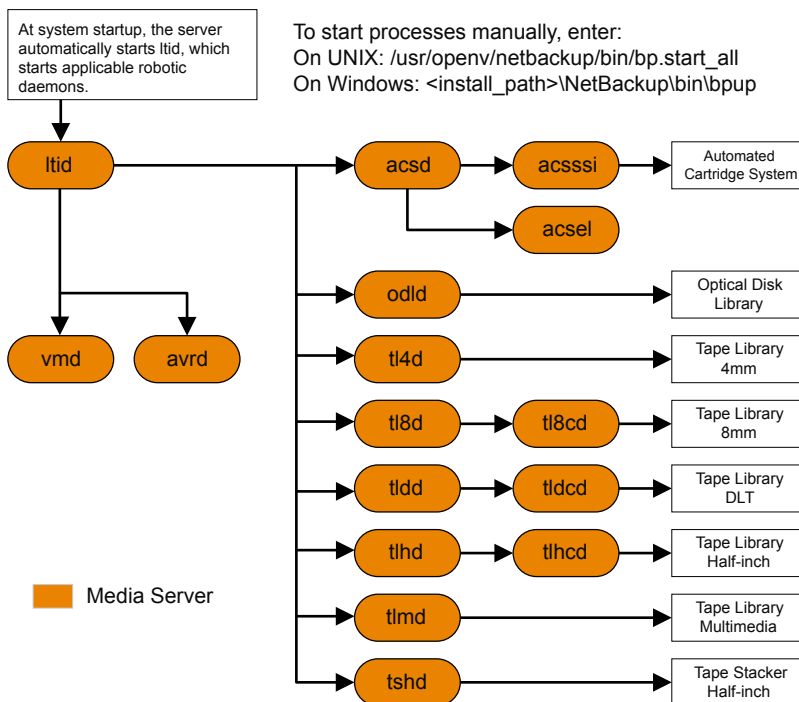 At system startup, the server
automatically starts ltid, which
starts applicable robotic
daemons.
To start processes manually, enter:
On UNIX: /usr/openv/netbackup/bin/bp.start_all
On Windows: <install_path>\NetBackup\bin\bpup
ltid
acsd
acsssi
Automated
Cartridge System
acsel
odld
Optical Disk
Library
vmd
avrd
tl4d
Tape Library
4mm
tl8d
tl8cd
Tape Library
8mm
tldd
tldcd
Tape Library
DLT
tlhd
tlhcd
Tape Library
Half-inch
Media Server
tlmd
Tape Library
Multimedia
tshd
Tape Stacker
Half-inch